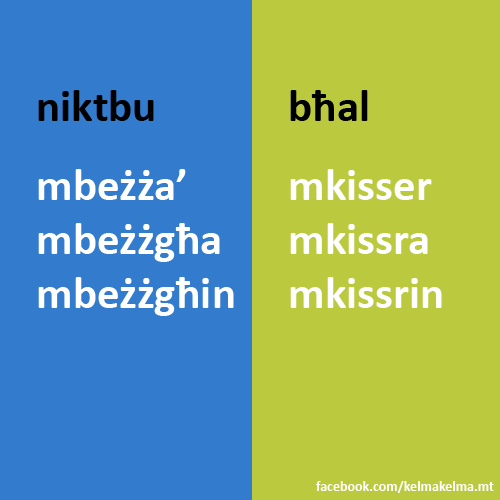 niktbu
mbeżża’
mbeżżgħa
mbeżżgħin
bħal
mkisser
mkissra
mkissrin
facebook.com/kelmakelma.mt